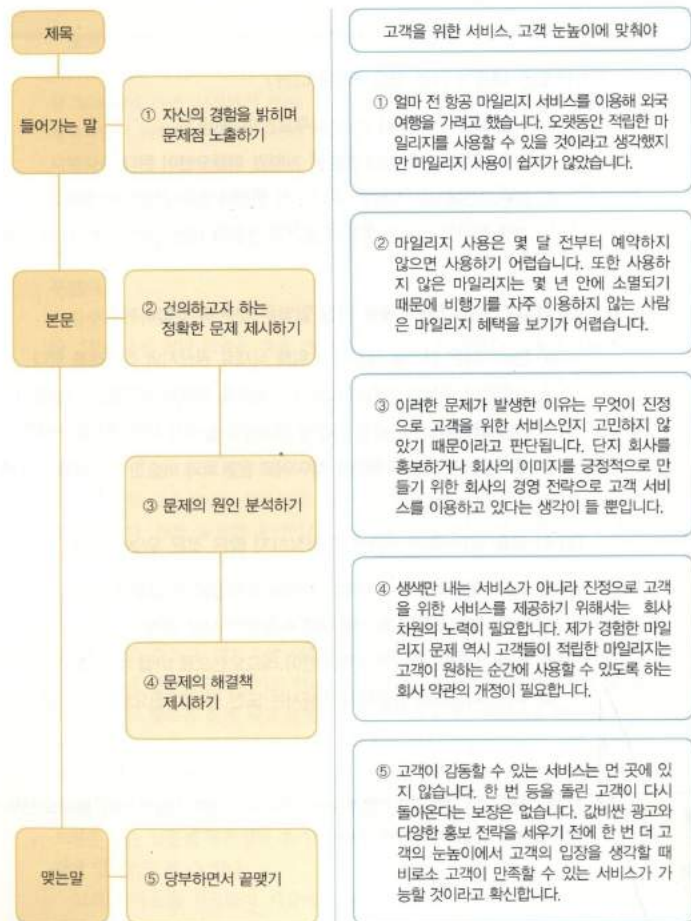 제목
고객을 위한 서비스, 고객 눈높이에 맞춰야
들어가는 말
① 자신의 경험을 밝히며
문제점 노출하기
① 얼마 전 항공 마일리지 서비스를 이용해 외국
여행을 가려고 했습니다. 오랫동안 적립한 마
일리지를 사용할 수 있을 것이라고 생각했지
만 마일리지 사용이 쉽지가 않았습니다.
본문
② 건의하고자 하는
정확한 문제 제시하기
② 마일리지 사용은 몇 달 전부터 예약하지
않으면 사용하기 어렵습니다. 또한 사용하
지 않은 마일리지는 몇 년 안에 소멸되기
때문에 비행기를 자주 이용하지 않는 사람
은 마일리지 혜택을 보기가 어렵습니다.
③ 문제의 원인 분석하기
③ 이러한 문제가 발생한 이유는 무엇이 진정
으로 고객을 위한 서비스인지 고민하지 않
았기 때문이라고 판단됩니다. 단지 회사를
홍보하거나 회사의 이미지를 긍정적으로 만
들기 위한 회사의 경영 전략으로 고객 서비
스를 이용하고 있다는 생각이 들 뿐입니다.
④ 문제의 해결책
제시하기
④ 생색만 내는 서비스가 아니라 진정으로 고객
을 위한 서비스를 제공하기 위해서는 회사
차원의 노력이 필요합니다. 제가 경험한 마일
리지 문제 역시 고객들이 적립한 마일리지는
고객이 원하는 순간에 사용할 수 있도록 하는
회사 약관의 개정이 필요합니다.
맺는말
⑤ 당부하면서 끝맺기
⑤ 고객이 감동할 수 있는 서비스는 먼 곳에 있
지 않습니다. 한 번 등을 돌린 고객이 다시
돌아온다는 보장은 없습니다. 값비싼 광고와
다양한 홍보 전략을 세우기 전에 한 번 더 고
객의 눈높이에서 고객의 입장을 생각할 때
비로소 고객이 만족할 수 있는 서비스가 가
능할 것이라고 확신합니다.